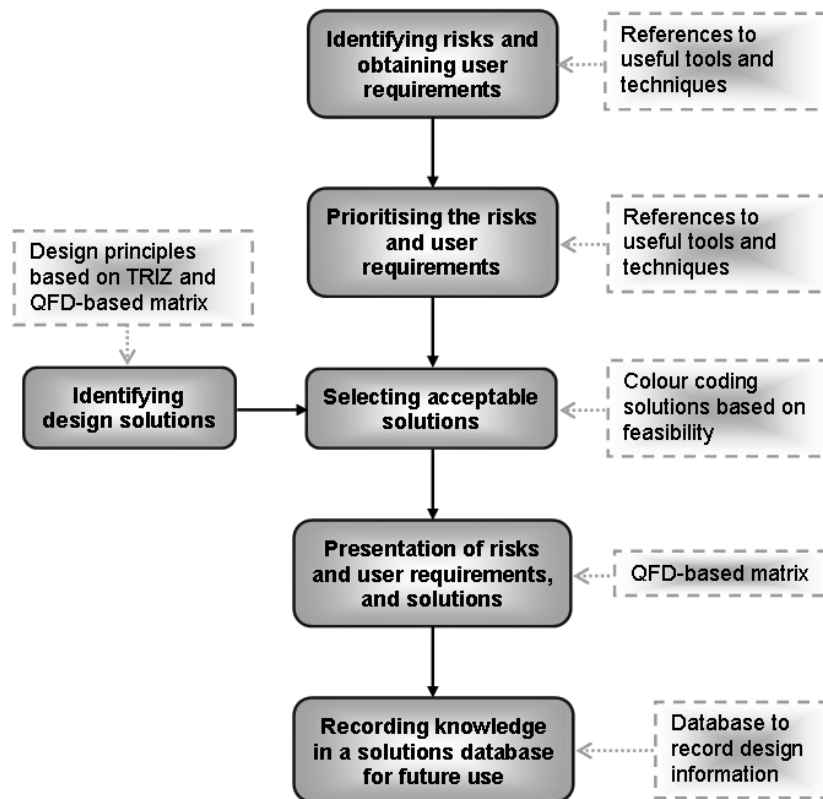 Identifying risks and
obtaining user
requirements
References to
useful tools and
techniques
Prioritising the risks
and user
requirements
References to
useful tools and
techniques
Design principles
based on TRIZ and
QFD-based matrix
Identifying
design solutions
Selecting acceptable
solutions
Colour coding
solutions based on
feasibility
Presentation of risks
and user requirements,
and solutions
QFD-based matrix
Recording knowledge
in a solutions database
for future use
Database to
record design
information